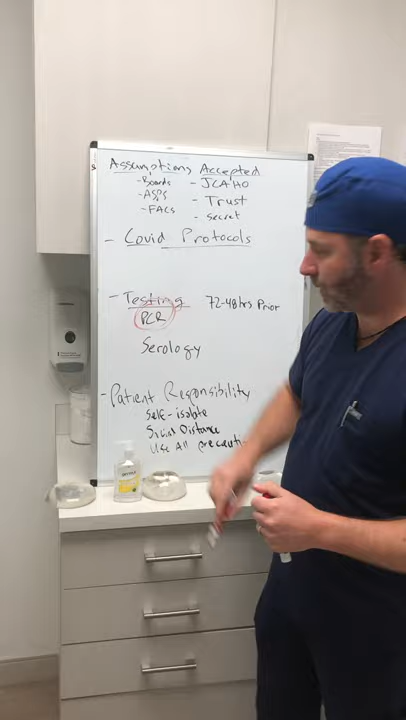 Assumptions Accepted
- Boards - JCAHO
- ASPS - Trust
- FACS - Secret
- Covid Protocols
- Testing 72-48hrs Prior
PCR
Serology
- Patient Responsibility
Self-isolate
Social Distance
Use All precauti